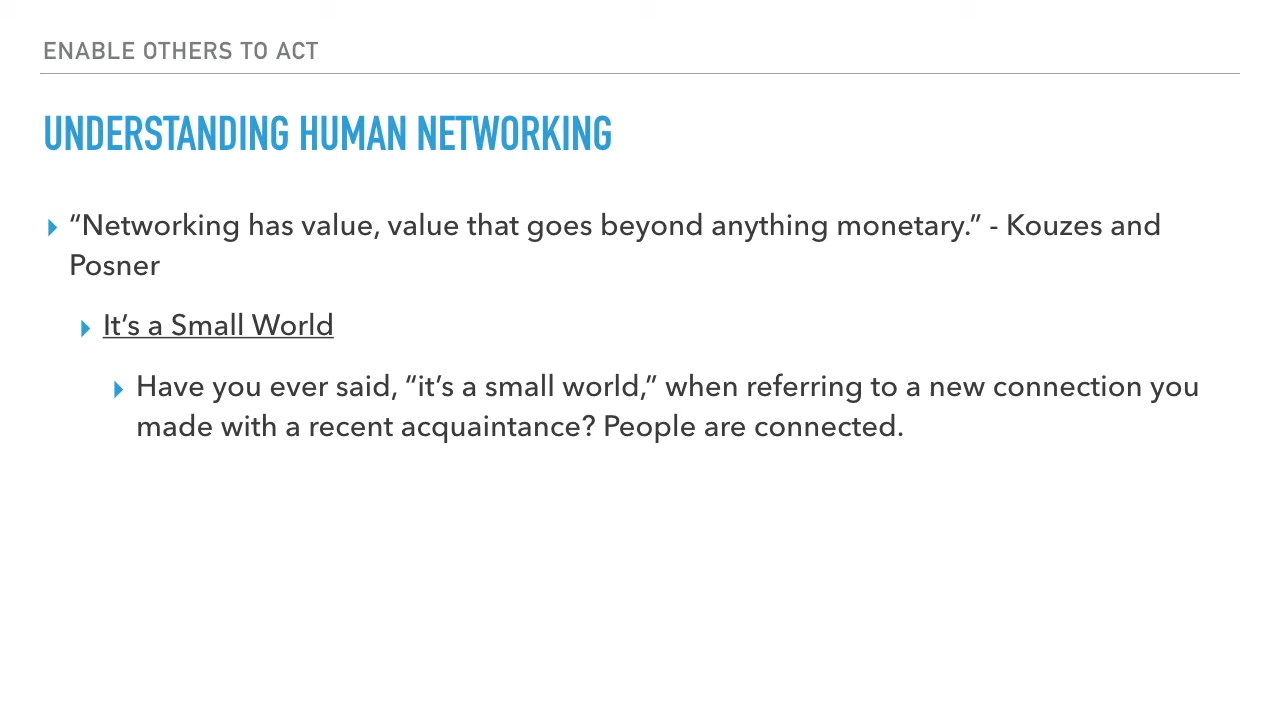 ENABLE OTHERS TO ACT
UNDERSTANDING HUMAN NETWORKING
“Networking has value, value that goes beyond anything monetary.” - Kouzes and
Posner
It’s a Small World
Have you ever said, “it’s a small world,” when referring to a new connection you
made with a recent acquaintance? People are connected.